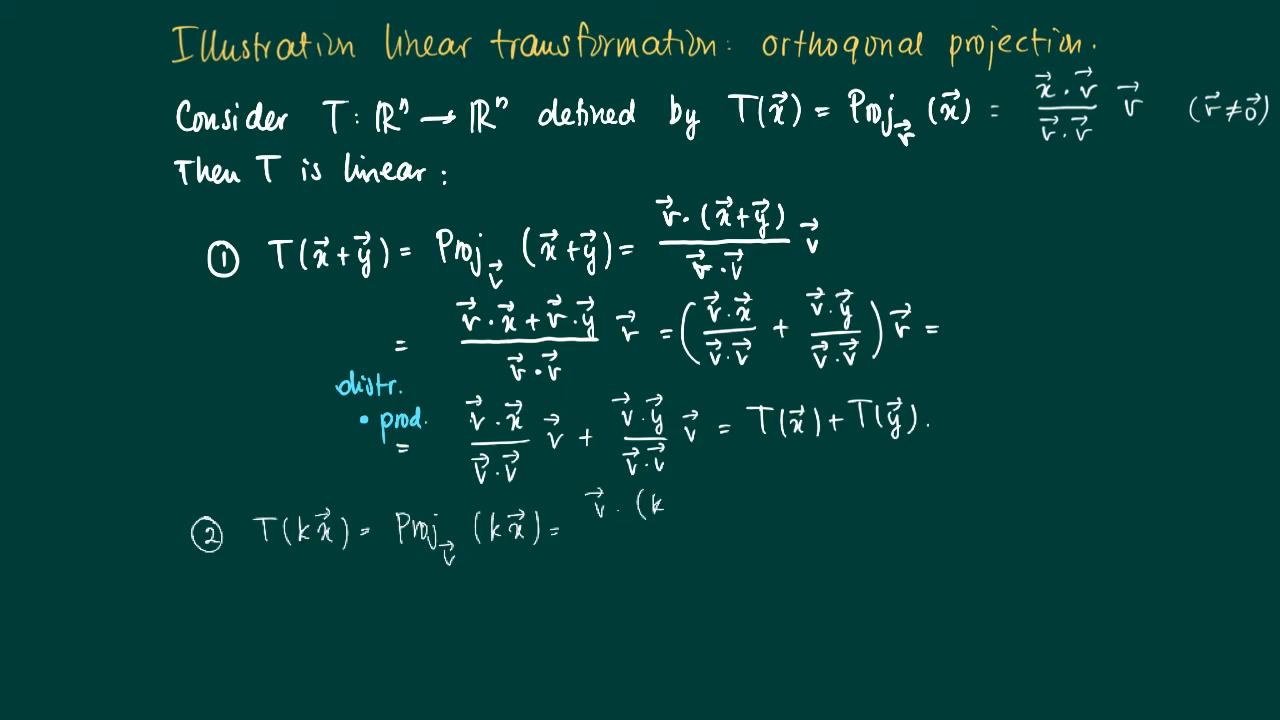 Illustration linear transformation: orthogonal projection.
Consider T: ℝⁿ → ℝⁿ defined by T(x⃗) = Proj_v⃗ (x⃗) = (x⃗ · v⃗)/(v⃗ · v⃗) v⃗ (v⃗ ≠ 0⃗)
Then T is linear:
① T(x⃗+y⃗) = Proj_v⃗ (x⃗+y⃗) = (v⃗ · (x⃗+y⃗))/(v⃗ · v⃗) v⃗
= (v⃗ · x⃗ + v⃗ · y⃗)/(v⃗ · v⃗) v⃗ = ((v⃗ · x⃗)/(v⃗ · v⃗) + (v⃗ · y⃗)/(v⃗ · v⃗)) v⃗ =
distr.
• prod.
= (v⃗ · x⃗)/(v⃗ · v⃗) v⃗ + (v⃗ · y⃗)/(v⃗ · v⃗) v⃗ = T(x⃗) + T(y⃗).
② T(kx⃗) = Proj_v⃗ (kx⃗) = v⃗ · (k